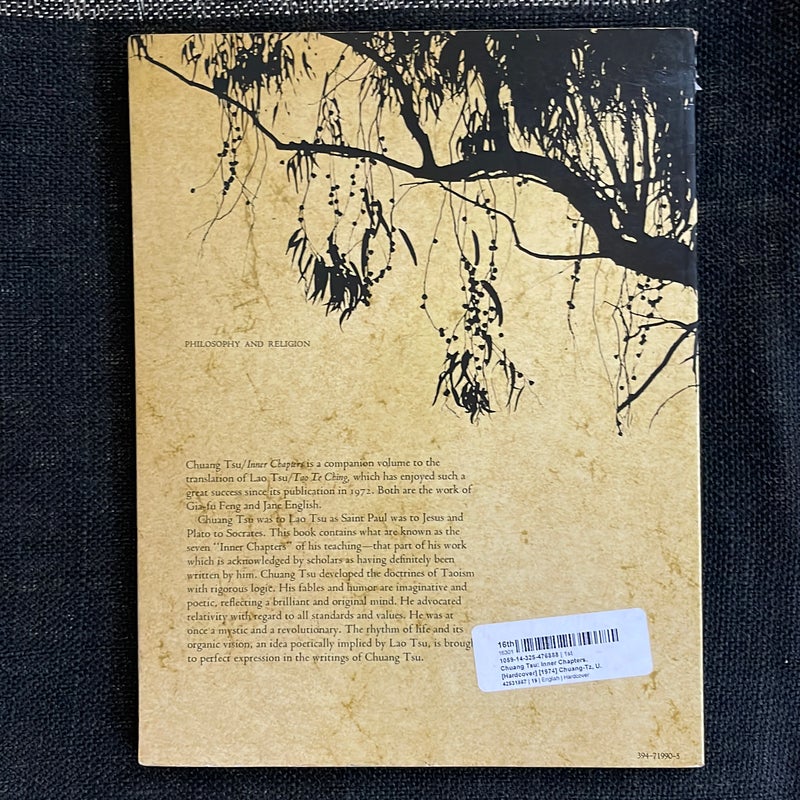 PHILOSOPHY AND RELIGION
Chuang Tsu/Inner Chapters is a companion volume to the
translation of Lao Tsu/Tao Te Ching, which has enjoyed such a
great success since its publication in 1972. Both are the work of
Gia-fu Feng and Jane English.
Chuang Tsu was to Lao Tsu as Saint Paul was to Jesus and
Plato to Socrates. This book contains what are known as the
seven "Inner Chapters" of his teaching—that part of his work
which is acknowledged by scholars as having definitely been
written by him. Chuang Tsu developed the doctrines of Taoism
with rigorous logic. His fables and humor are imaginative and
poetic, reflecting a brilliant and original mind. He advocated
relativity with regard to all standards and values. He was at
once a mystic and a revolutionary. The rhythm of life and its
organic vision, an idea poetically implied by Lao Tsu, is brough
to perfect expression in the writings of Chuang Tsu.
16th
16301
1059-14-325-476888 | 1st
Chuang Tsu: Inner Chapters.
[Hardcover] [1974] Chuang-Tz, U.
42931887 | 19 | English | Hardcover
394-71990-5